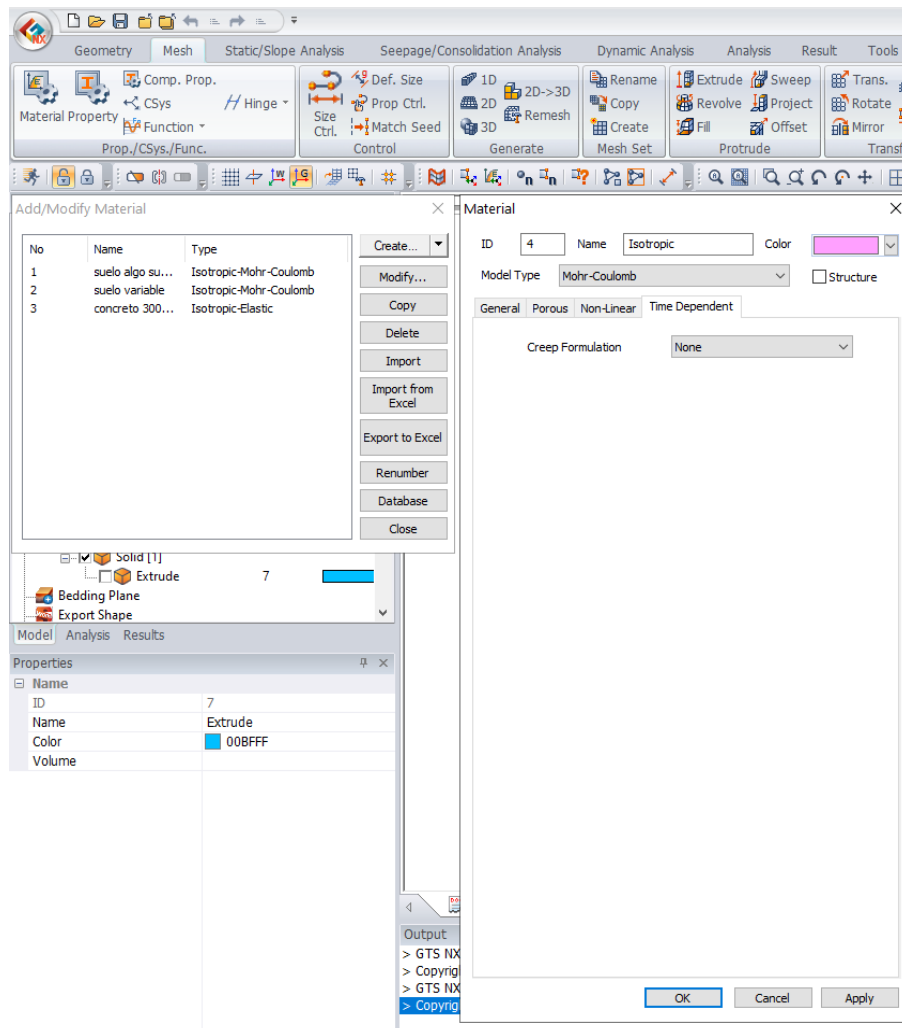 NX
Geometry Mesh Static/Slope Analysis Seepage/Consolidation Analysis Dynamic Analysis Analysis Result Tools
Material Property
Comp. Prop.
CSys
Function
Hinge
Prop./CSys./Func.
Size
Ctrl.
Def. Size
Prop Ctrl.
Match Seed
Control
1D
2D
3D
2D->3D
Remesh
Generate
Rename
Copy
Create
Mesh Set
Extrude Sweep
Revolve Project
Fill Offset
Protrude
Trans.
Rotate
Mirror
Transf
Add/Modify Material
No Name Type
1 suelo algo su... Isotropic-Mohr-Coulomb
2 suelo variable Isotropic-Mohr-Coulomb
3 concreto 300... Isotropic-Elastic
Create...
Modify...
Copy
Delete
Import
Import from
Excel
Export to Excel
Renumber
Database
Close
Material
ID 4 Name Isotropic Color
Model Type Mohr-Coulomb Structure
General Porous Non-Linear Time Dependent
Creep Formulation None
OK Cancel Apply
Solid [1]
Extrude 7
Bedding Plane
Export Shape
Model Analysis Results
Properties
Name
ID 7
Name Extrude
Color 00BFFF
Volume
Output
> GTS NX
> Copyrig
> GTS NX
> Copyrig